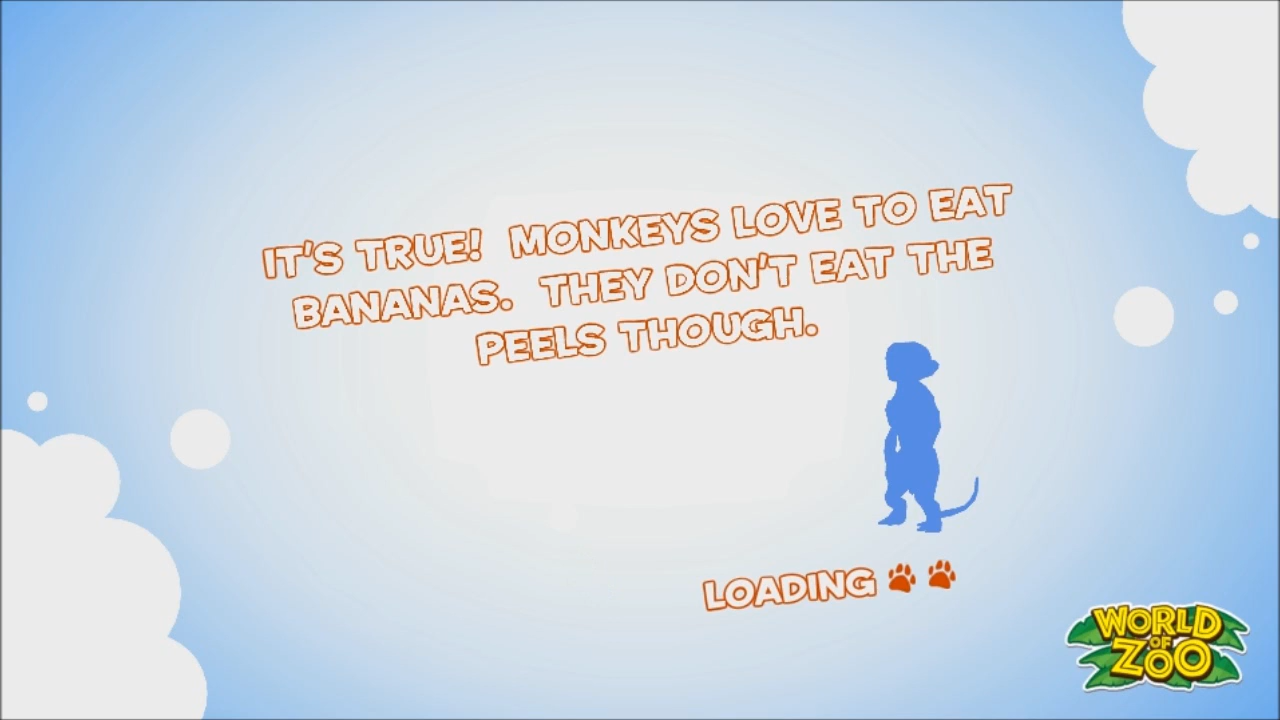 IT'S TRUE!  MONKEYS LOVE TO EAT
BANANAS.  THEY DON'T EAT THE
PEELS THOUGH.
LOADING
WORLD
OF
ZOO